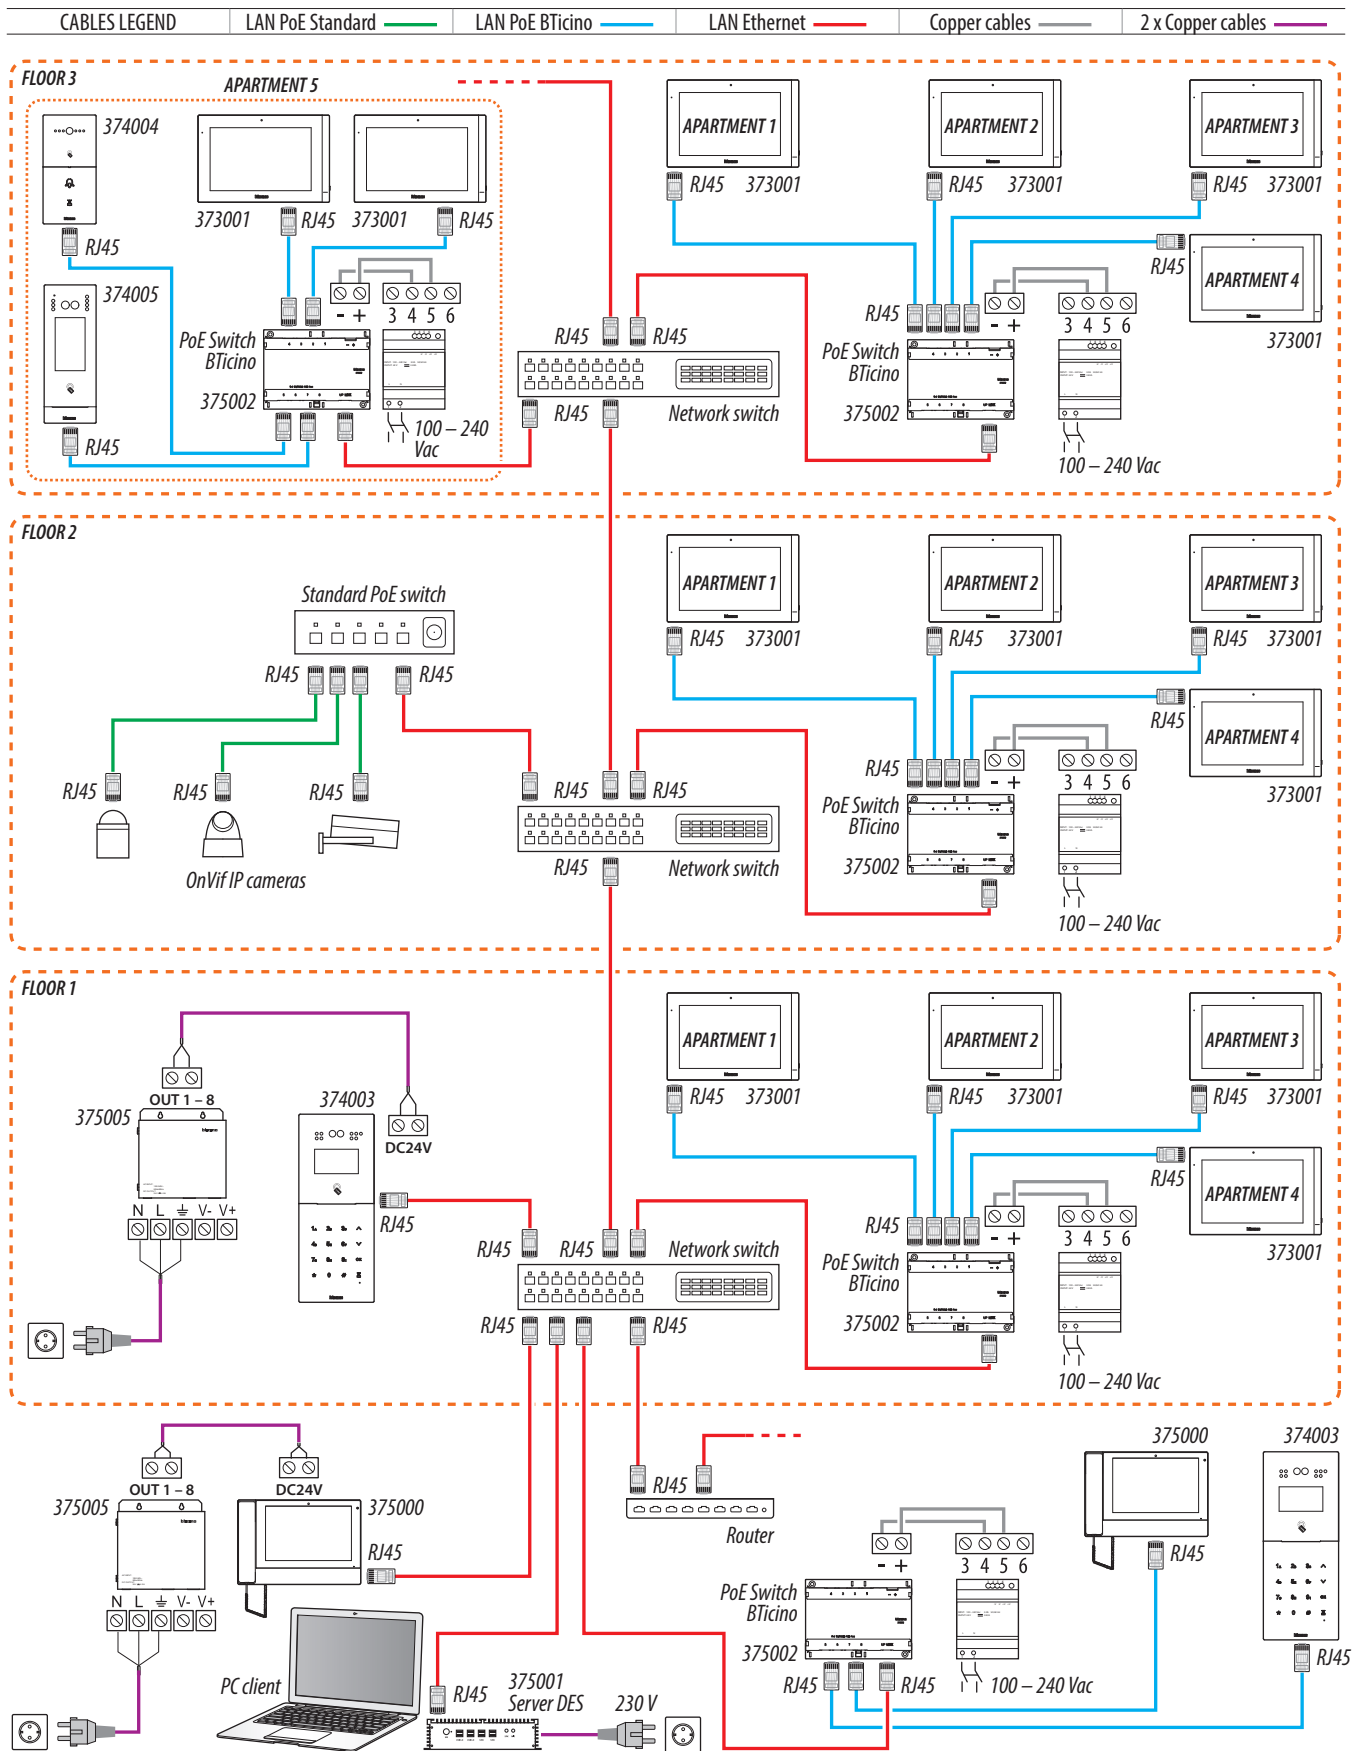 CABLES LEGEND LAN PoE Standard LAN PoE BTicino LAN Ethernet Copper cables 2 x Copper cables
FLOOR 3
APARTMENT 5
374004
RJ45
374005
RJ45
373001
RJ45
373001
RJ45
- +
3 4 5 6
PoE Switch
BTicino
375002
100 – 240
Vac
RJ45
RJ45
RJ45
Network switch
APARTMENT 1
RJ45 373001
APARTMENT 2
RJ45 373001
APARTMENT 3
RJ45 373001
APARTMENT 4
RJ45
373001
RJ45
- +
3 4 5 6
PoE Switch
BTicino
375002
100 – 240 Vac
FLOOR 2
Standard PoE switch
RJ45
RJ45
RJ45
RJ45
RJ45
OnVif IP cameras
RJ45
RJ45
RJ45
Network switch
APARTMENT 1
RJ45 373001
APARTMENT 2
RJ45 373001
APARTMENT 3
RJ45 373001
APARTMENT 4
RJ45
373001
RJ45
- +
3 4 5 6
PoE Switch
BTicino
375002
100 – 240 Vac
FLOOR 1
OUT 1 – 8
375005
N L V- V+
374003
DC24V
RJ45
RJ45
RJ45
Network switch
RJ45
RJ45
APARTMENT 1
RJ45 373001
APARTMENT 2
RJ45 373001
APARTMENT 3
RJ45 373001
APARTMENT 4
RJ45
373001
RJ45
- +
3 4 5 6
PoE Switch
BTicino
375002
100 – 240 Vac
OUT 1 – 8
375005
N L V- V+
DC24V
375000
RJ45
PC client
RJ45
375001
Server DES
230 V
RJ45
Router
- +
3 4 5 6
PoE Switch
BTicino
375002
RJ45
RJ45
100 – 240 Vac
375000
RJ45
374003
RJ45